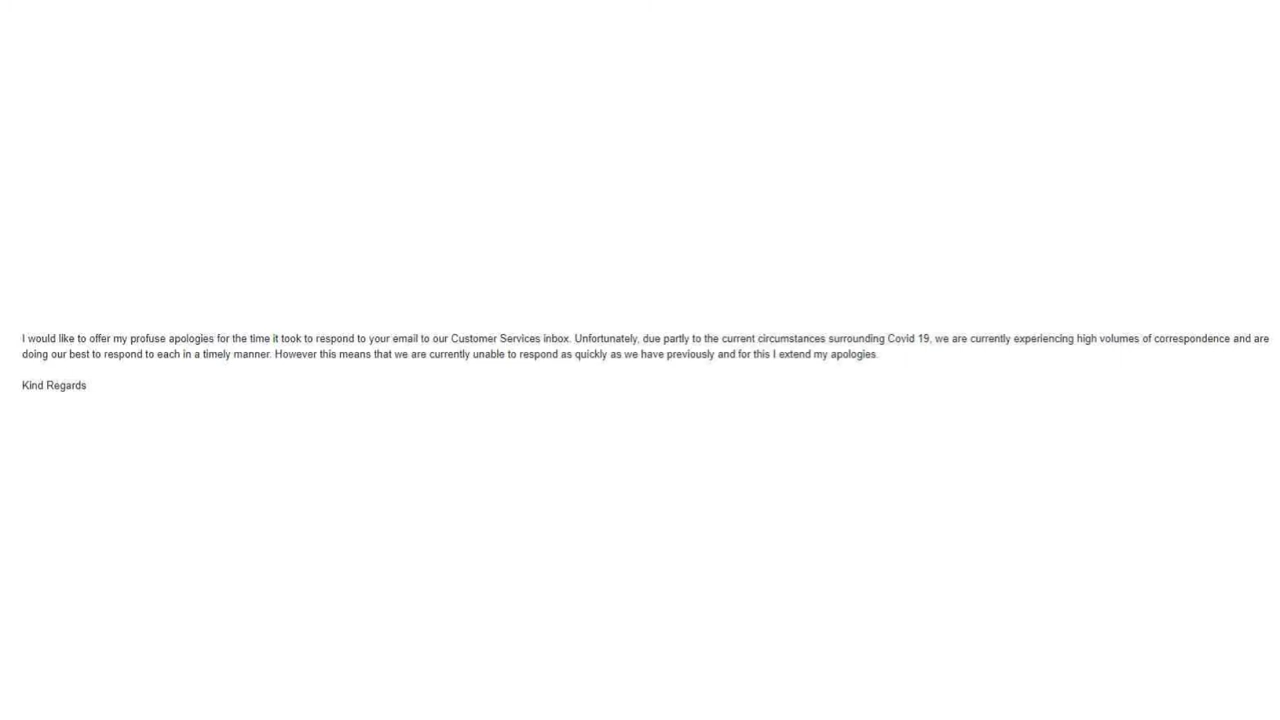 I would like to offer my profuse apologies for the time it took to respond to your email to our Customer Services inbox. Unfortunately, due partly to the current circumstances surrounding Covid 19, we are currently experiencing high volumes of correspondence and are
doing our best to respond to each in a timely manner. However this means that we are currently unable to respond as quickly as we have previously and for this I extend my apologies.
Kind Regards